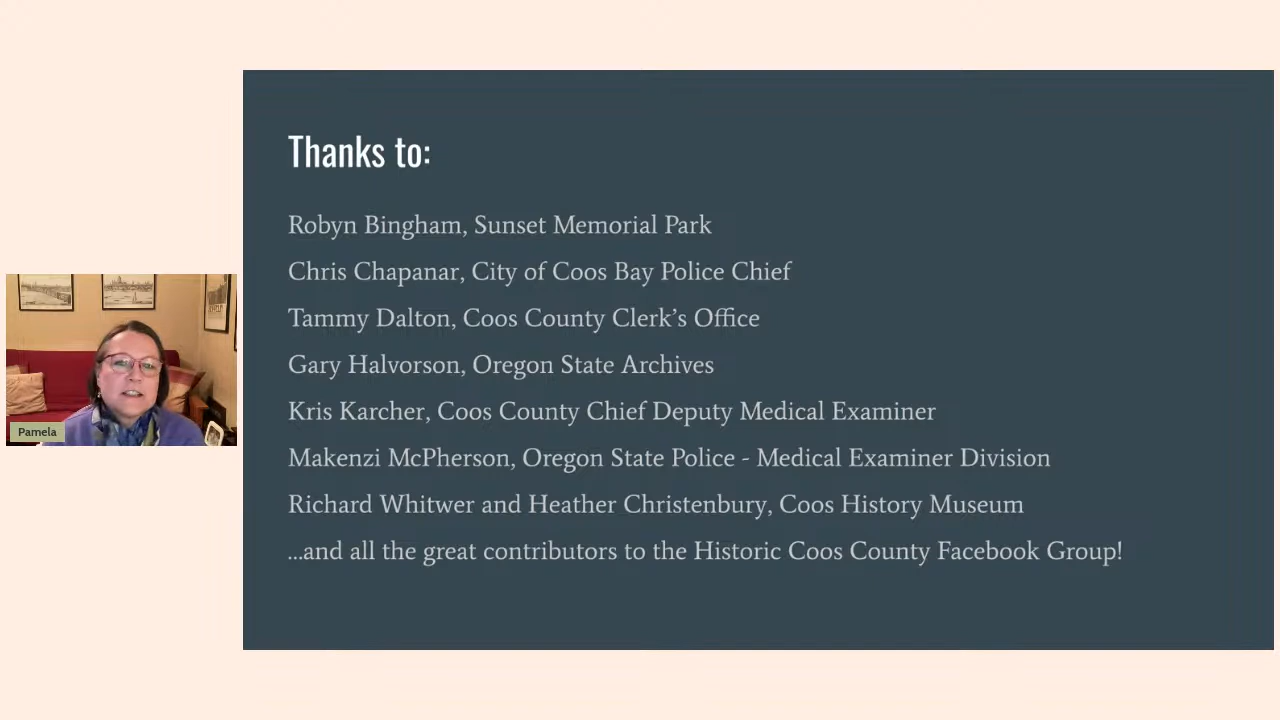 Thanks to:
Robyn Bingham, Sunset Memorial Park
Chris Chapanar, City of Coos Bay Police Chief
Tammy Dalton, Coos County Clerk’s Office
Gary Halvorson, Oregon State Archives
Kris Karcher, Coos County Chief Deputy Medical Examiner
Makenzi McPherson, Oregon State Police - Medical Examiner Division
Richard Whitwer and Heather Christenbury, Coos History Museum
...and all the great contributors to the Historic Coos County Facebook Group!
Pamela